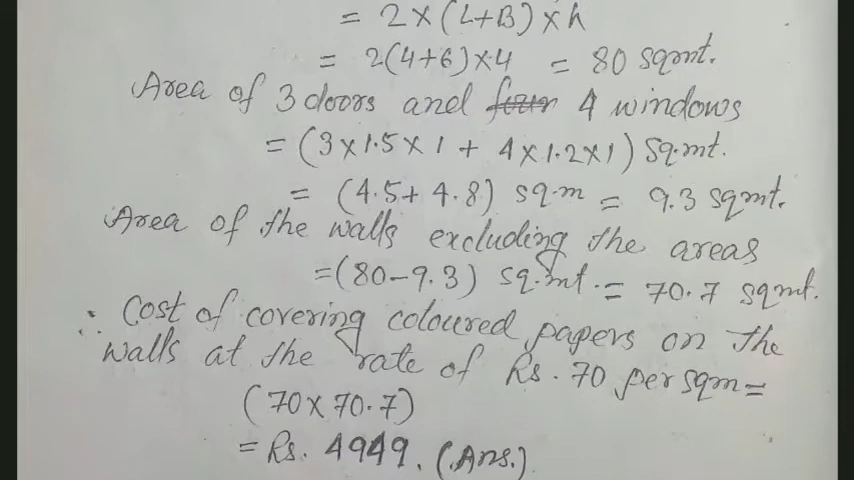 = 2×(L+B)×h
= 2(4+6)×4 = 80 sqmt.
Area of 3 doors and four 4 windows
= (3×1.5×1 + 4×1.2×1) Sq.mt.
= (4.5+4.8) sq.m = 9.3 sqmt.
Area of the walls excluding the areas
=(80-9.3) sq.mt. = 70.7 sqmt.
∴ Cost of covering coloured papers on the
walls at the rate of Rs. 70 per sqm =
(70×70.7)
= Rs. 4949. (Ans.)